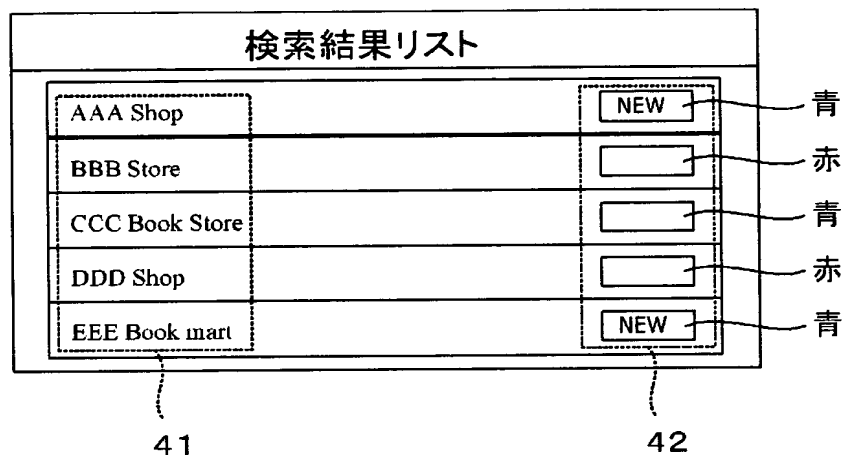 検索結果リスト
AAA Shop NEW 青
BBB Store 赤
CCC Book Store 青
DDD Shop 赤
EEE Book mart NEW 青
41 42